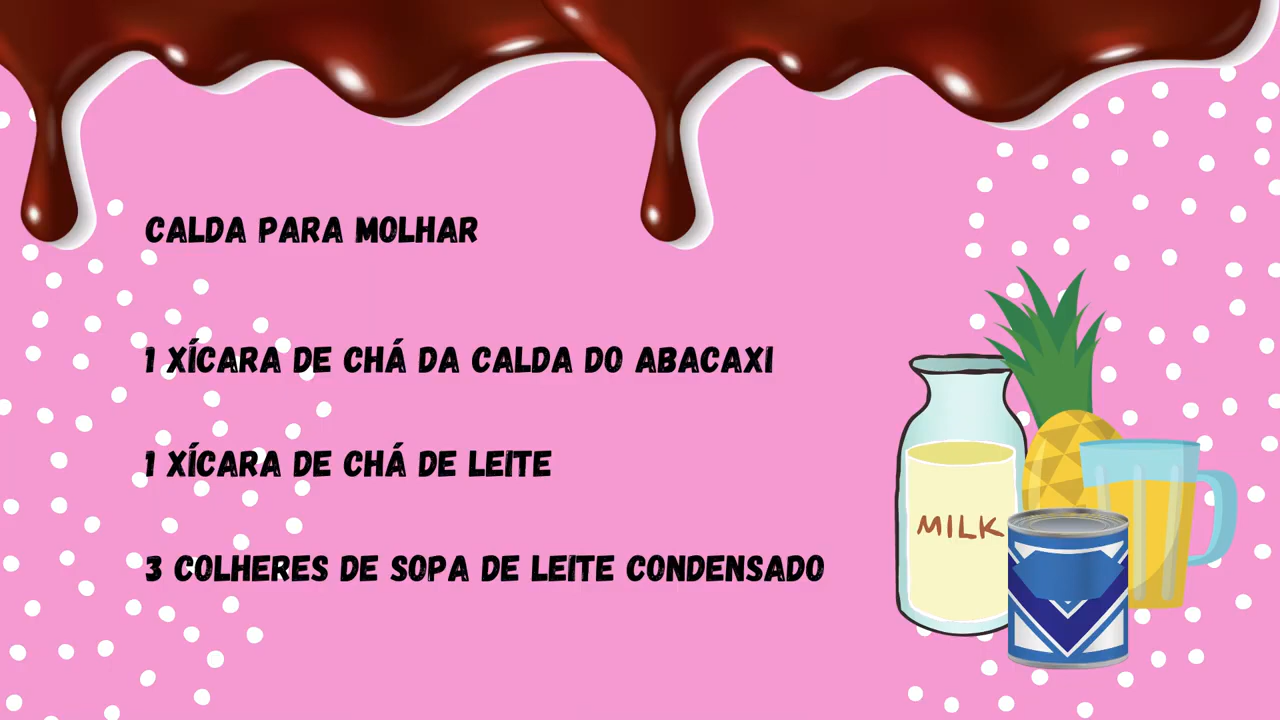 CALDA PARA MOLHAR
1 XÍCARA DE CHÁ DA CALDA DO ABACAXI
1 XÍCARA DE CHÁ DE LEITE
3 COLHERES DE SOPA DE LEITE CONDENSADO
MILK